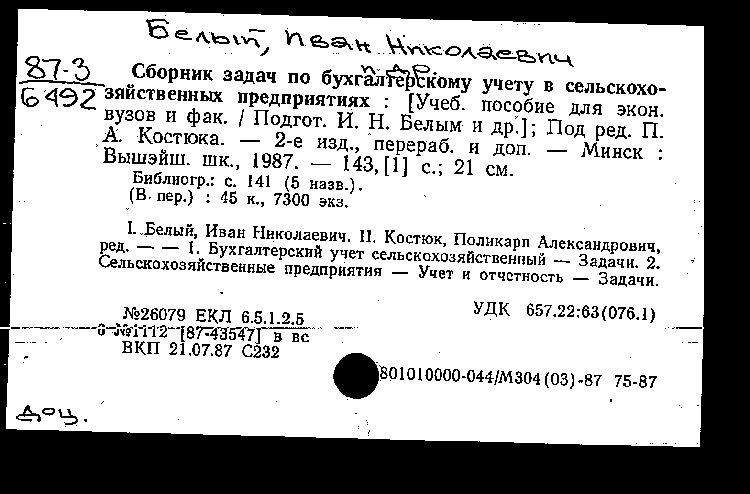 Белый, Иван Николаевич
и др.
87-3
Б492
Сборник задач по бухгалтерскому учету в сельскохо-
зяйственных предприятиях : [Учеб. пособие для экон.
вузов и фак. / Подгот. И. Н. Белым и др.]; Под ред. П.
А. Костюка. — 2-е изд., перераб. и доп. — Минск :
Вышэйш. шк., 1987. — 143, [1] с.; 21 см.
Библиогр.: с. 141 (5 назв.).
(В пер.) : 45 к., 7300 экз.
I. Белый, Иван Николаевич. II. Костюк, Поликарп Александрович,
ред. — — 1. Бухгалтерский учет сельскохозяйственный — Задачи. 2.
Сельскохозяйственные предприятия — Учет и отчетность — Задачи.
УДК 657.22:63(076.1)
№26079 ЕКЛ 6.5.1.2.5
6 №1112 [87-43547] в вс
ВКП 21.07.87 С232
801010000-044/М304(03)-87 75-87
Доц.